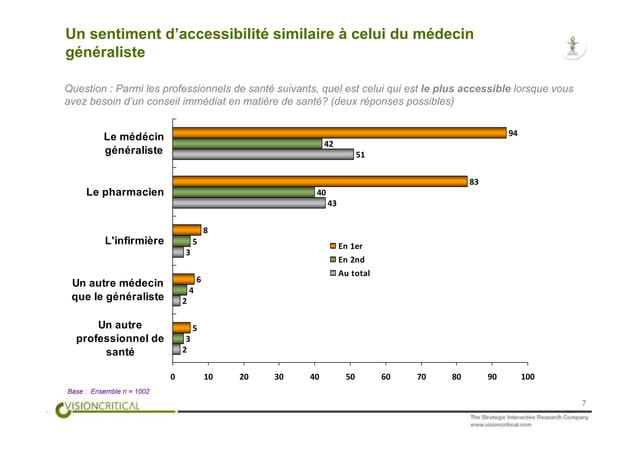 Un sentiment d’accessibilité similaire à celui du médecin
généraliste
Question : Parmi les professionnels de santé suivants, quel est celui qui est le plus accessible lorsque vous
avez besoin d’un conseil immédiat en matière de santé? (deux réponses possibles)
Le médécin
généraliste
94
42
51
Le pharmacien
83
40
43
L'infirmière
8
5
3
Un autre médecin
que le généraliste
6
4
2
Un autre
professionnel de
santé
5
3
2
En 1er
En 2nd
Au total
0 10 20 30 40 50 60 70 80 90 100
Base : Ensemble n = 1002
VISIONCRITICAL
7
The Strategic Interactive Research Company
www.visioncritical.com